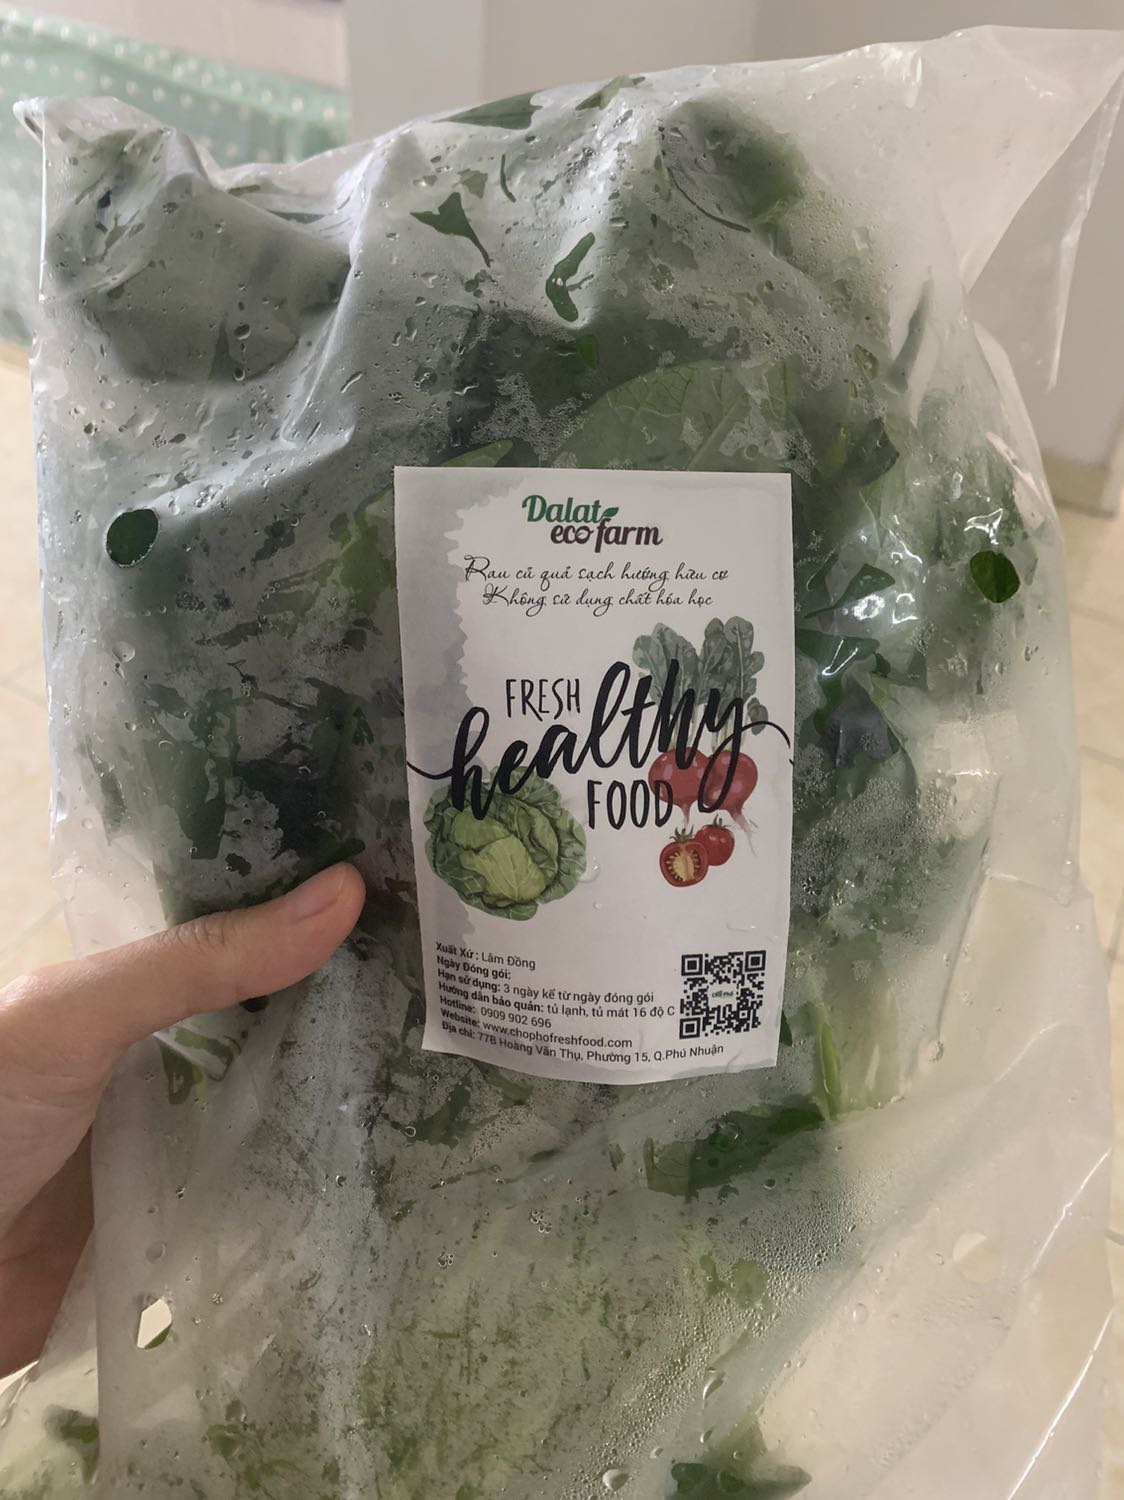 Dalat
eco farm
Rau củ quả sạch hướng hữu cơ
Không sử dụng chất hóa học
FRESH
healthy
FOOD
Xuất Xứ: Lâm Đồng
Ngày Đóng gói:
Hạn sử dụng: 3 ngày kể từ ngày đóng gói
Hướng dẫn bảo quản: tủ lạnh, tủ mát 16 độ C
Hotline: 0909 902 696
Website: www.chophofreshfood.com
Địa chỉ: 77B Hoàng Văn Thụ, Phường 15, Q.Phú Nhuận